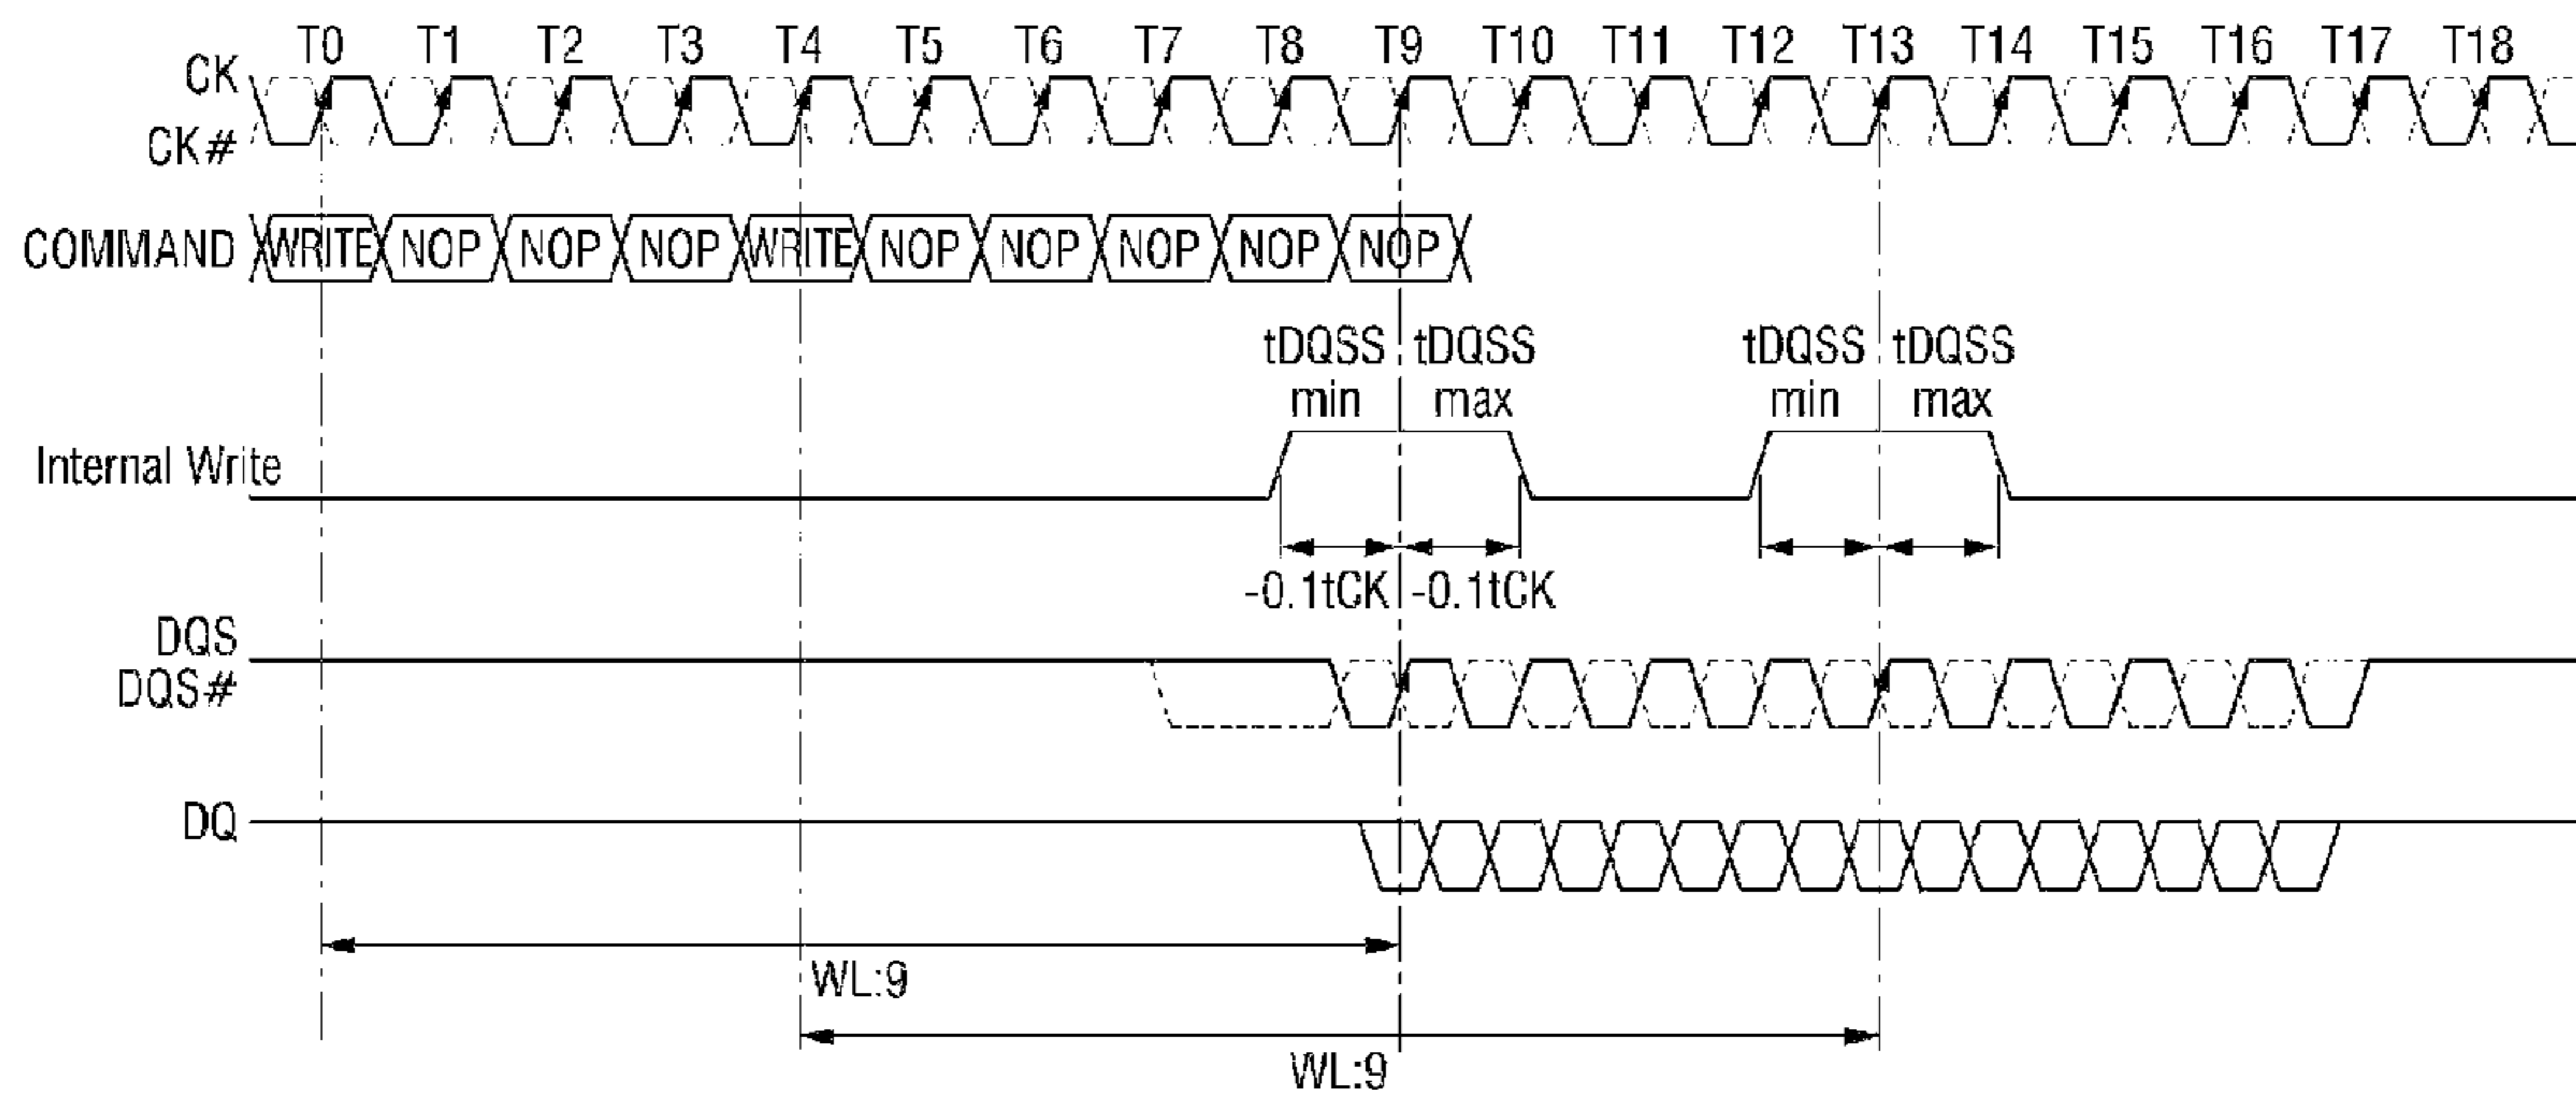 T0 T1 T2 T3 T4 T5 T6 T7 T8 T9 T10 T11 T12 T13 T14 T15 T16 T17 T18
CK
CK#
COMMAND WRITE NOP NOP NOP WRITE NOP NOP NOP NOP NOP
tDQSS tDQSS tDQSS tDQSS
min max min max
Internal Write
-0.1tCK -0.1tCK
DQS
DQS#
DQ
WL:9
WL:9